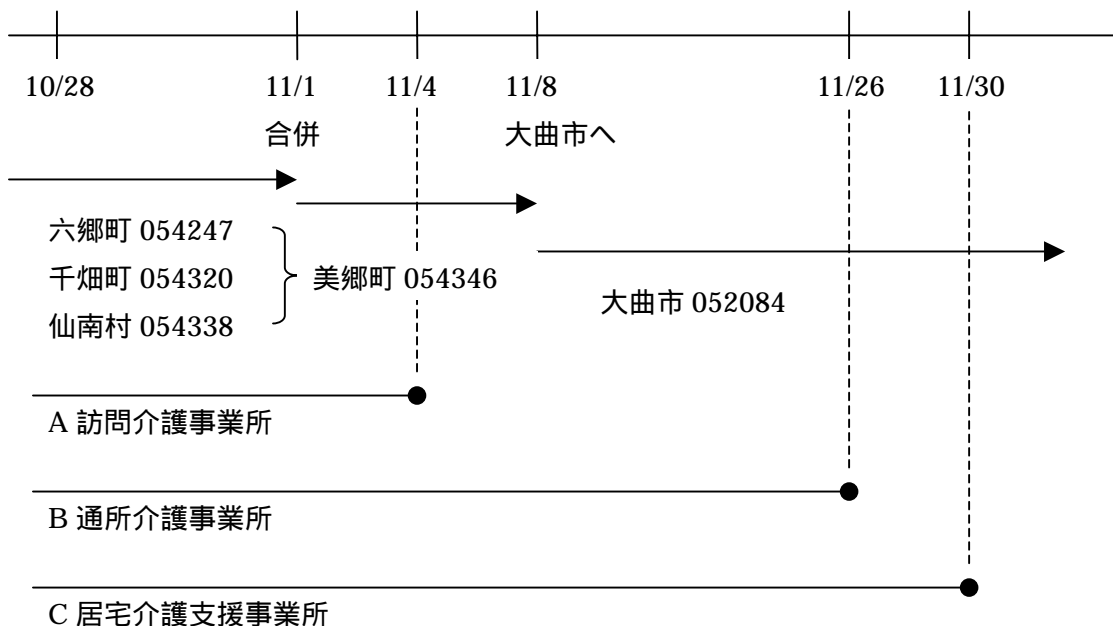 10/28 11/1 11/4 11/8 11/26 11/30
合併 大曲市へ
六郷町 054247
千畑町 054320 美郷町 054346
仙南村 054338
大曲市 052084
A 訪問介護事業所
B 通所介護事業所
C 居宅介護支援事業所